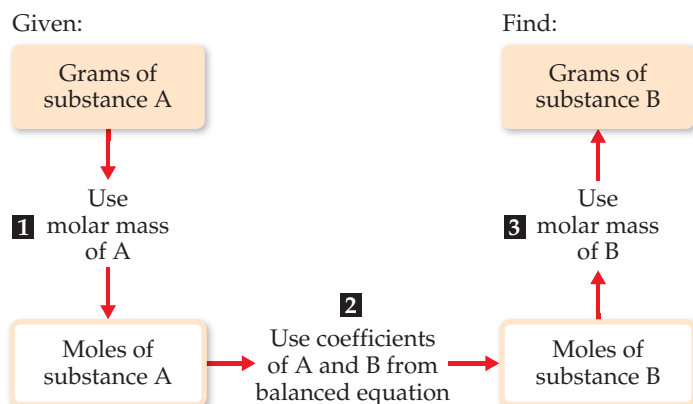 Given:
Find:
Grams of
substance A
Grams of
substance B
1
Use
molar mass
of A
3
Use
molar mass
of B
2
Use coefficients
of A and B from
balanced equation
Moles of
substance A
Moles of
substance B